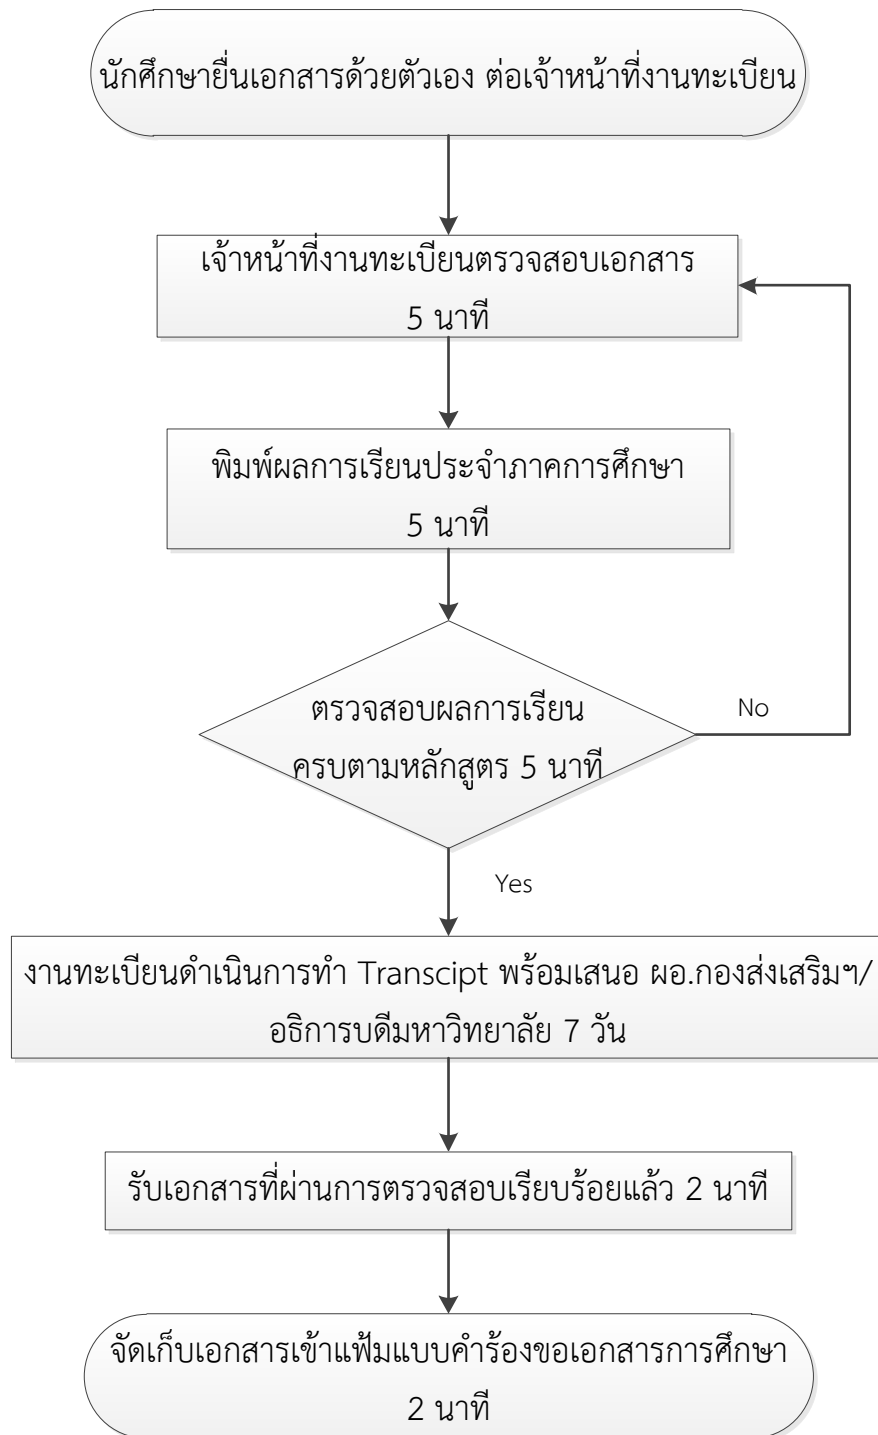 นักศึกษายื่นเอกสารด้วยตัวเอง ต่อเจ้าหน้าที่งานทะเบียน
เจ้าหน้าที่งานทะเบียนตรวจสอบเอกสาร
5 นาที
พิมพ์ผลการเรียนประจำภาคการศึกษา
5 นาที
ตรวจสอบผลการเรียน
ครบตามหลักสูตร 5 นาที
No
Yes
งานทะเบียนดำเนินการทำ Transcipt พร้อมเสนอ ผอ.กองส่งเสริมฯ/
อธิการบดีมหาวิทยาลัย 7 วัน
รับเอกสารที่ผ่านการตรวจสอบเรียบร้อยแล้ว 2 นาที
จัดเก็บเอกสารเข้าแฟ้มแบบคำร้องขอเอกสารการศึกษา
2 นาที